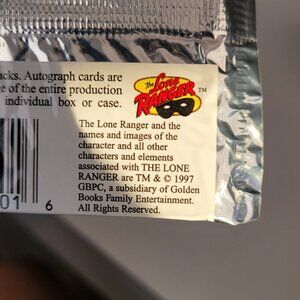 acks. Autograph cards are
e of the entire production
individual box or case.
The Lone
RANGER™
The Lone Ranger and the
names and images of the
character and all other
characters and elements
associated with THE LONE
RANGER are TM & © 1997
GBPC, a subsidiary of Golden
Books Family Entertainment.
All Rights Reserved.
01 6